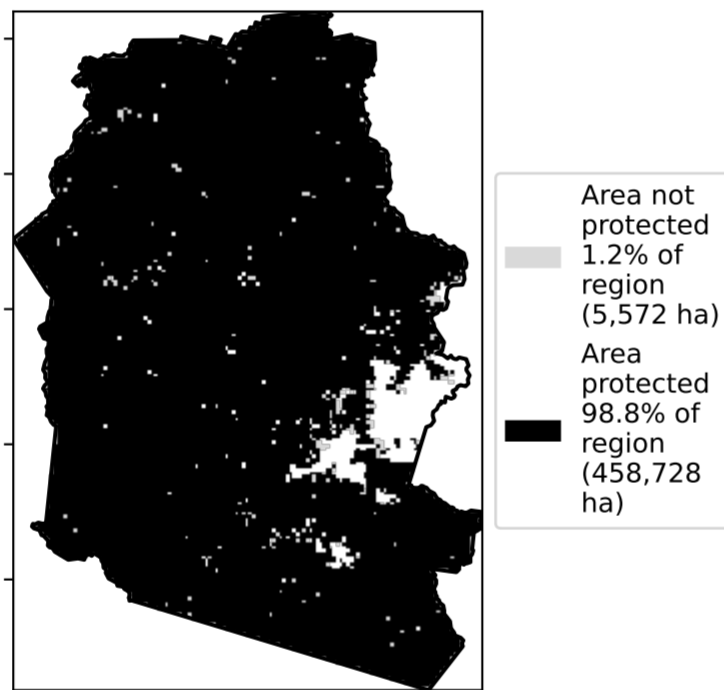 Area not
protected
1.2% of
region
(5,572 ha)
Area
protected
98.8% of
region
(458,728
ha)